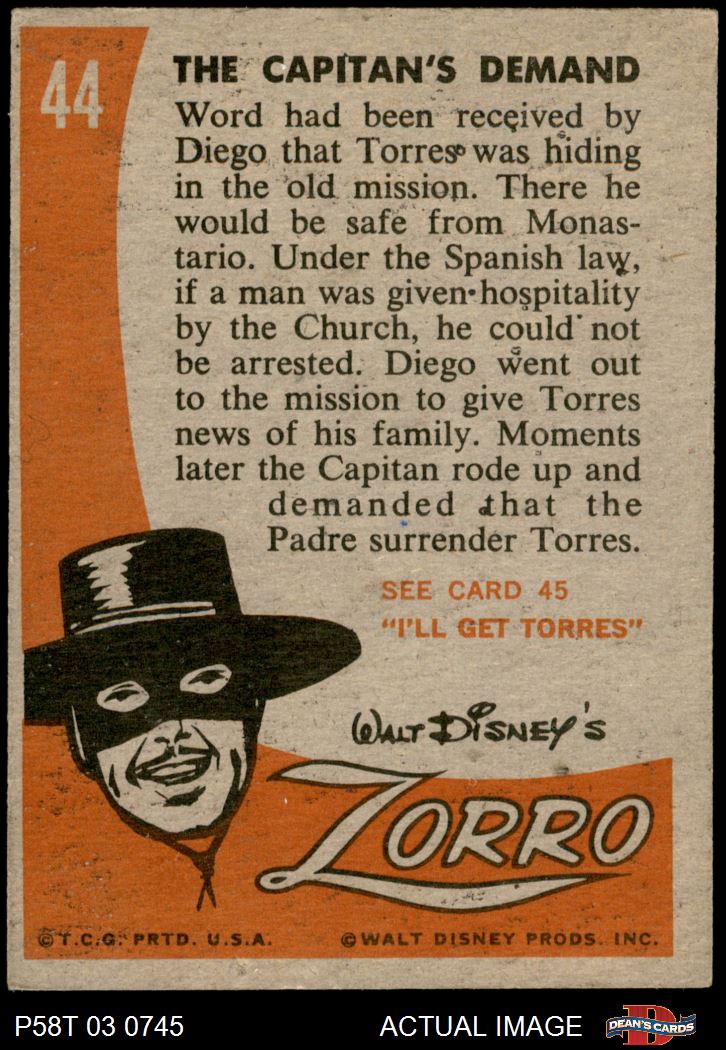 44
THE CAPITAN'S DEMAND
Word had been received by
Diego that Torres was hiding
in the old mission. There he
would be safe from Monas-
tario. Under the Spanish law,
if a man was given hospitality
by the Church, he could not
be arrested. Diego went out
to the mission to give Torres
news of his family. Moments
later the Capitan rode up and
demanded that the
Padre surrender Torres.
SEE CARD 45
"I'LL GET TORRES"
WALT DISNEY'S
ZORRO
©T.C.G. PRTD. U.S.A.
©WALT DISNEY PRODS. INC.
P58T 03 0745
ACTUAL IMAGE
D
DEAN'S CARDS